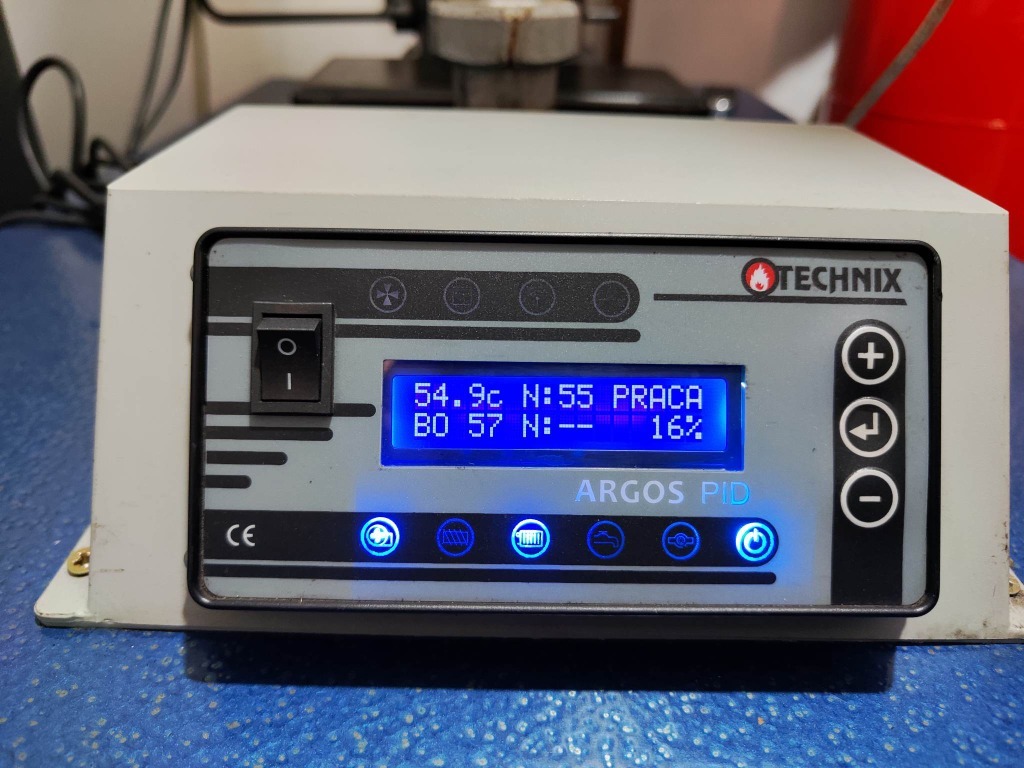 TECHNIX
O
I
54.9c N:55 PRACA
BO 57 N:-- 16%
ARGOS PID
CE